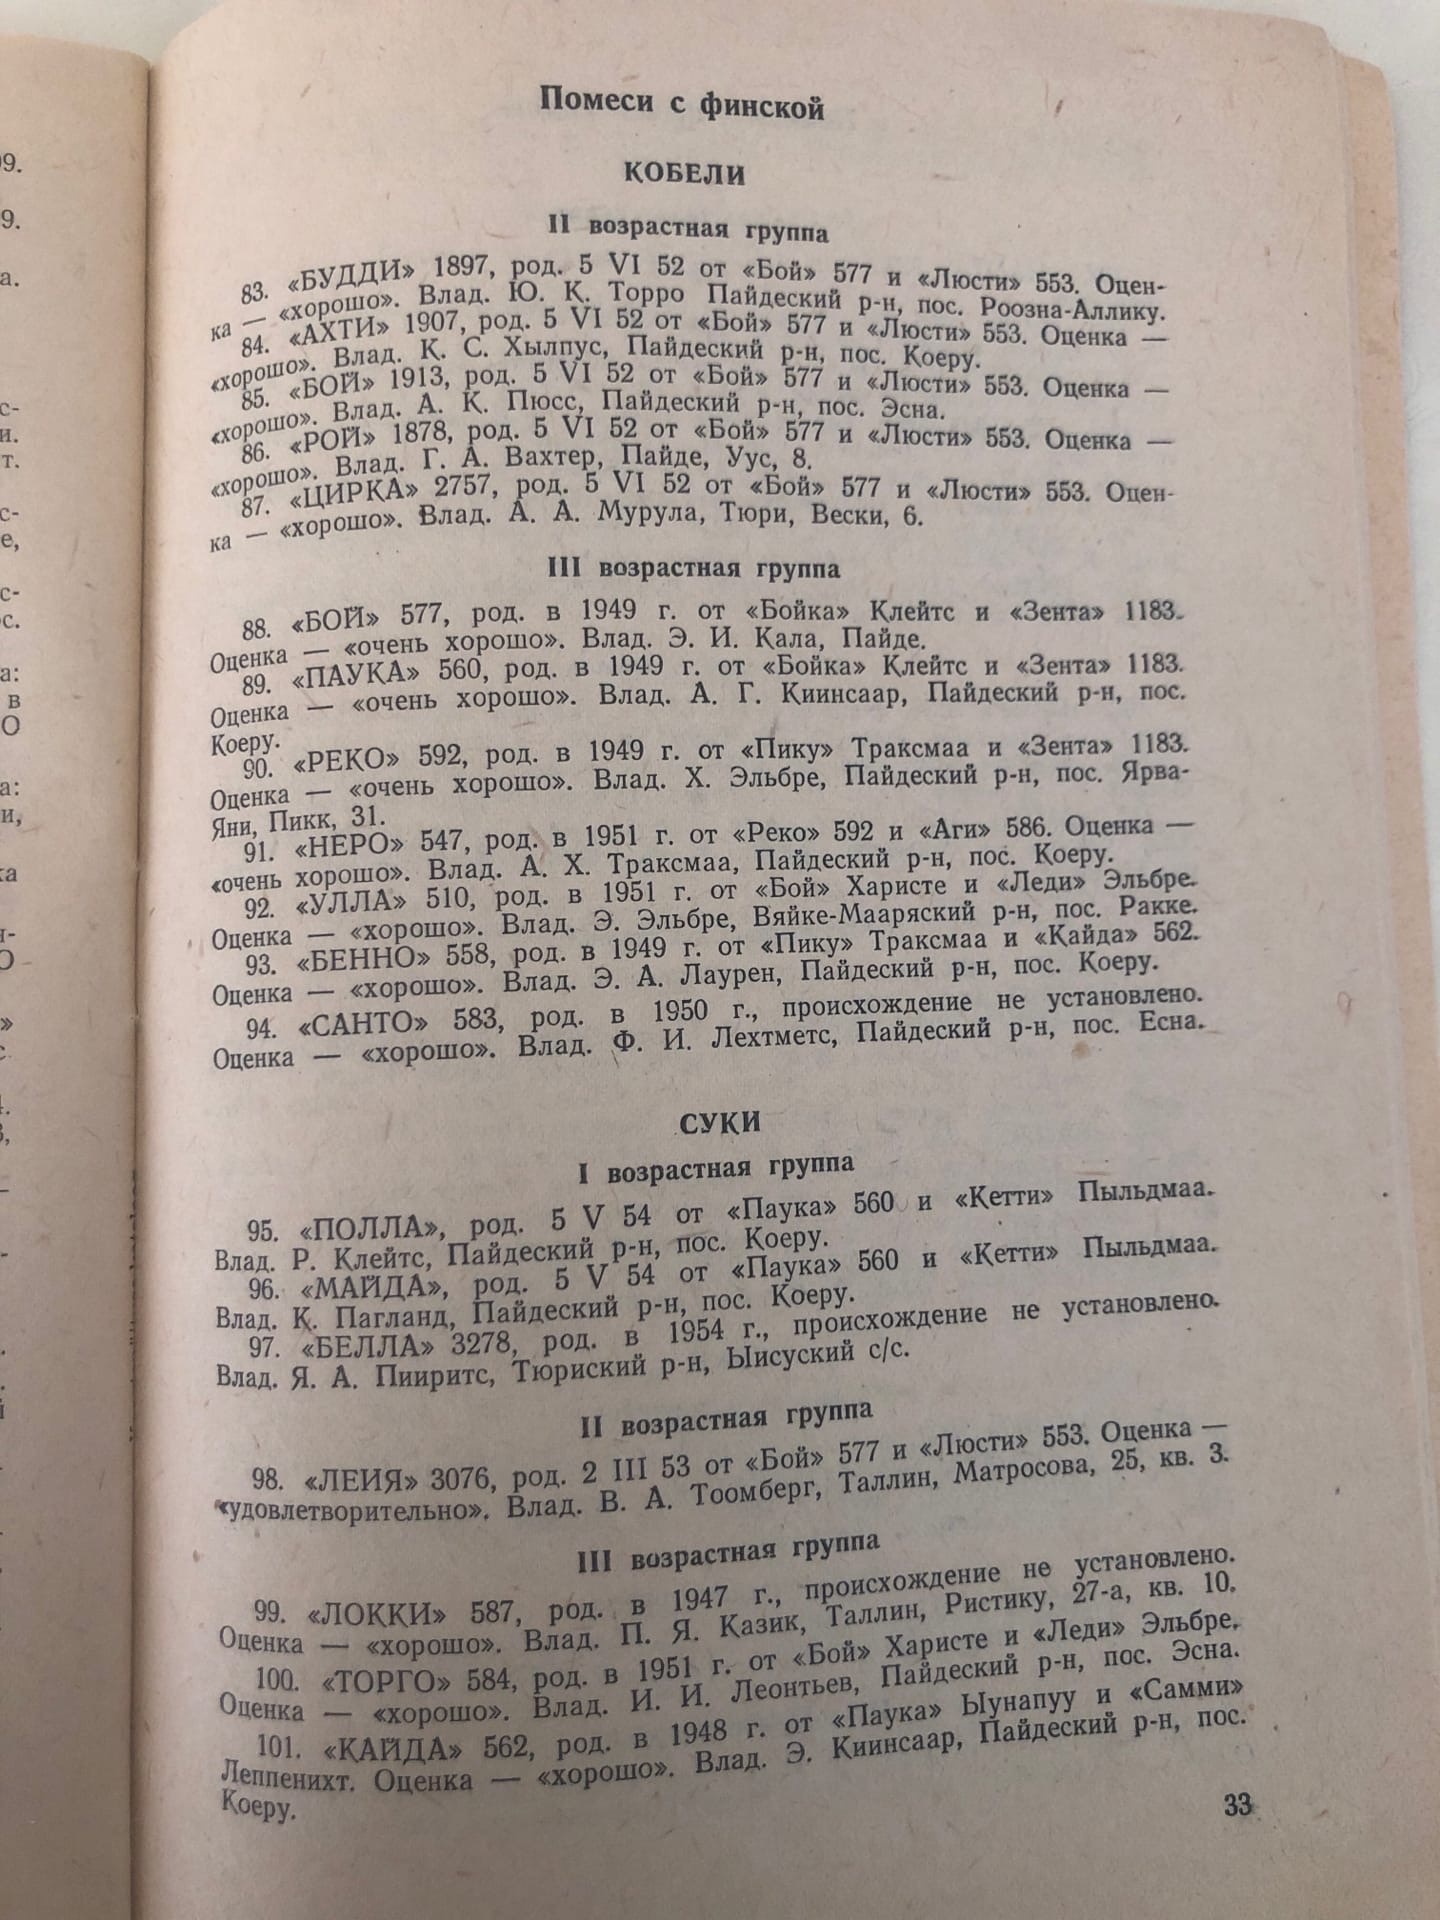 Помеси с финской
КОБЕЛИ
II возрастная группа
83. «БУДДИ» 1897, род. 5 VI 52 от «Бой» 577 и «Люсти» 553. Оцен-
ка — «хорошо». Влад. Ю. К. Торро Пайдеский р-н, пос. Роозна-Аллику.
84. «АХТИ» 1907, род. 5 VI 52 от «Бой» 577 и «Люсти» 553. Оценка —
«хорошо». Влад. К. С. Хылпус, Пайдеский р-н, пос. Коеру.
85. «БОЙ» 1913, род. 5 VI 52 от «Бой» 577 и «Люсти» 553. Оценка —
«хорошо». Влад. А. К. Пюсс, Пайдеский р-н, пос. Эсна.
86. «РОЙ» 1878, род. 5 VI 52 от «Бой» 577 и «Люсти» 553. Оценка —
«хорошо». Влад. Г. А. Вахтер, Пайде, Уус, 8.
87. «ЦИРКА» 2757, род. 5 VI 52 от «Бой» 577 и «Люсти» 553. Оцен-
ка — «хорошо». Влад. А. А. Мурула, Тюри, Вески, 6.
III возрастная группа
88. «БОЙ» 577, род. в 1949 г. от «Бойка» Клейтс и «Зента» 1183.
Оценка — «очень хорошо». Влад. Э. И. Кала, Пайде.
89. «ПАУКА» 560, род. в 1949 г. от «Бойка» Клейтс и «Зента» 1183.
Оценка — «очень хорошо». Влад. А. Г. Киинсаар, Пайдеский р-н, пос.
Коеру.
90. «РЕКО» 592, род. в 1949 г. от «Пику» Траксмаа и «Зента» 1183.
Оценка — «очень хорошо». Влад. Х. Эльбре, Пайдеский р-н, пос. Ярва-
Яни, Пикк, 31.
91. «НЕРО» 547, род. в 1951 г. от «Реко» 592 и «Аги» 586. Оценка —
«очень хорошо». Влад. А. Х. Траксмаа, Пайдеский р-н, пос. Коеру.
92. «УЛЛА» 510, род. в 1951 г. от «Бой» Харисте и «Леди» Эльбре.
Оценка — «хорошо». Влад. Э. Эльбре, Вяйке-Мааряский р-н, пос. Ракке.
93. «БЕННО» 558, род. в 1949 г. от «Пику» Траксмаа и «Кайда» 562.
Оценка — «хорошо». Влад. Э. А. Лаурен, Пайдеский р-н, пос. Коеру.
94. «САНТО» 583, род. в 1950 г., происхождение не установлено.
Оценка — «хорошо». Влад. Ф. И. Лехтметс, Пайдеский р-н, пос. Есна.
СУКИ
I возрастная группа
95. «ПОЛЛА», род. 5 V 54 от «Паука» 560 и «Кетти» Пыльдмаа.
Влад. Р. Клейтс, Пайдеский р-н, пос. Коеру.
96. «МАЙДА», род. 5 V 54 от «Паука» 560 и «Кетти» Пыльдмаа.
Влад. К. Пагланд, Пайдеский р-н, пос. Коеру.
97. «БЕЛЛА» 3278, род. в 1954 г., происхождение не установлено.
Влад. Я. А. Пииритс, Тюриский р-н, Ыисуский с/с.
II возрастная группа
98. «ЛЕИЯ» 3076, род. 2 III 53 от «Бой» 577 и «Люсти» 553. Оценка —
«удовлетворительно». Влад. В. А. Тоомберг, Таллин, Матросова, 25, кв. 3.
III возрастная группа
99. «ЛОККИ» 587, род. в 1947 г., происхождение не установлено.
Оценка — «хорошо». Влад. П. Я. Казик, Таллин, Ристику, 27-а, кв. 10.
100. «ТОРГО» 584, род. в 1951 г. от «Бой» Харисте и «Леди» Эльбре.
Оценка — «хорошо». Влад. И. И. Леонтьев, Пайдеский р-н, пос. Эсна.
101. «КАЙДА» 562, род. в 1948 г. от «Паука» Ыунапуу и «Самми»
Леппенихт. Оценка — «хорошо». Влад. Э. Киинсаар, Пайдеский р-н, пос.
Коеру.
33